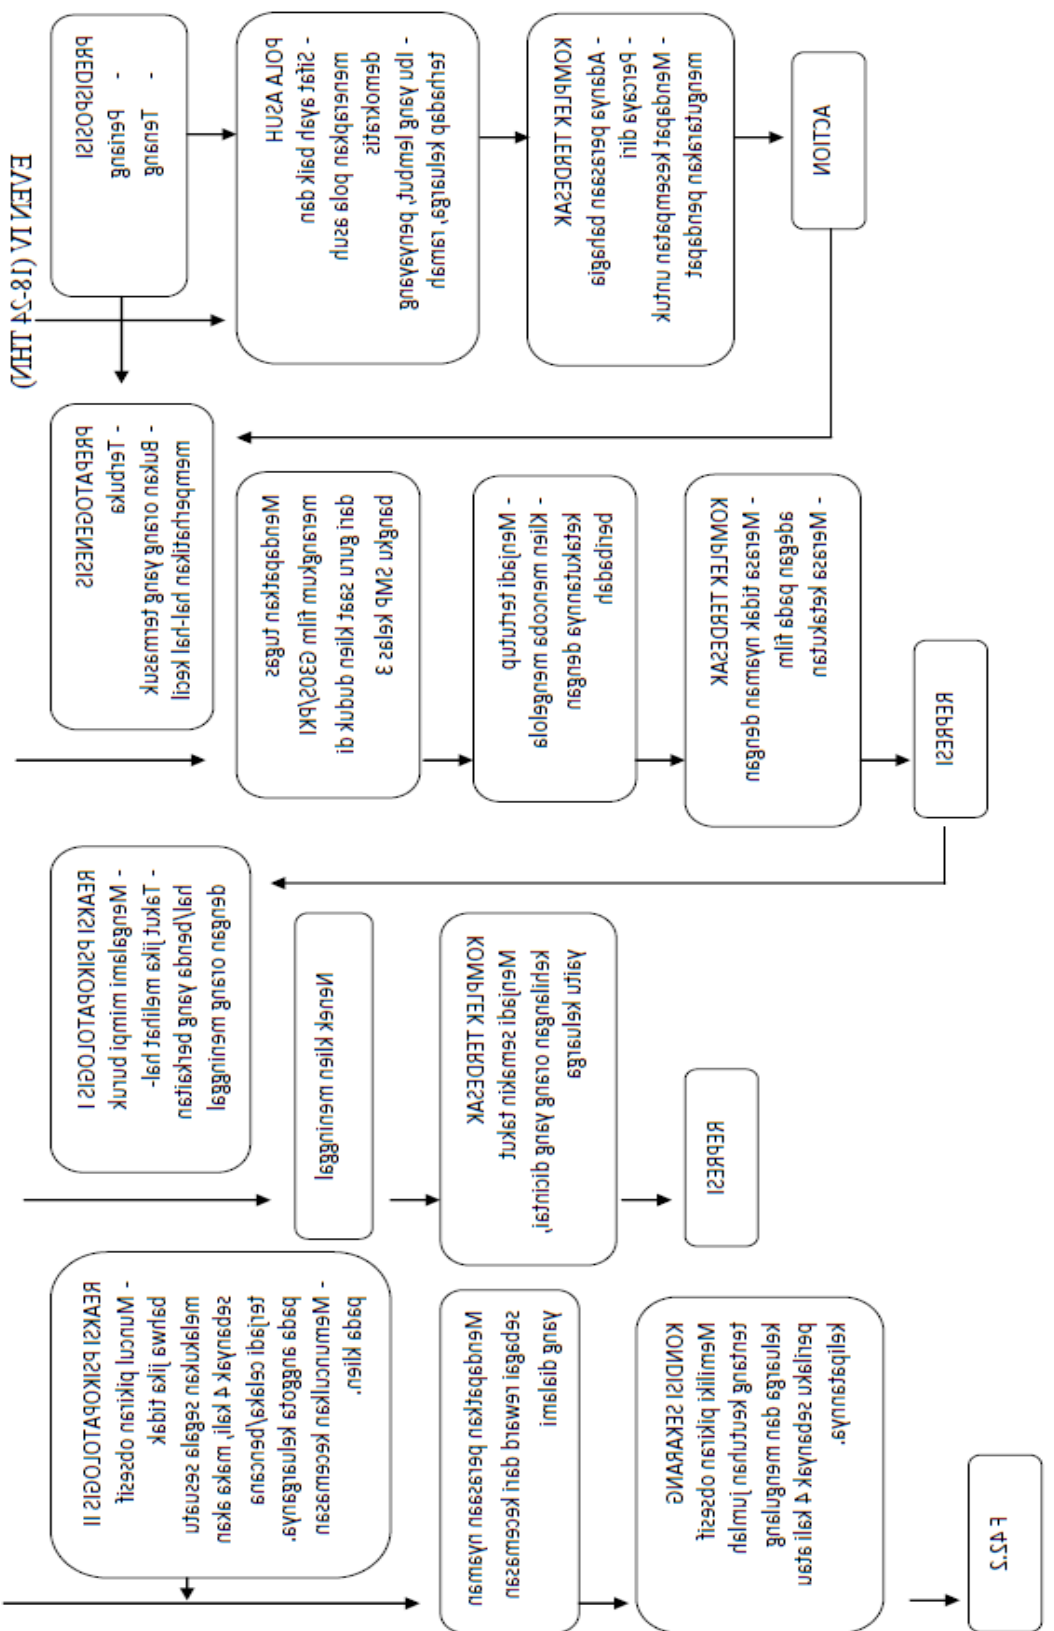 EVEN IV (18-24 THN)
PREDISPOSISI
- Periang
- Tenang
POLA ASUH
- Sifat ayah baik dan
menerapkan pola asuh
demokratis
- Ibu yang lembut, penyayang
terhadap keluarga, ramah
KOMPLEK TERDESAK
- Adanya perasaan bahagia
percaya diri
- Mendapat kesempatan untuk
mengutarakan pendapat
ACTION
PREPATOGENESIS
- Terbuka
- Bukan orang yang termasuk
memperhatikan hal-hal kecil
Mendapatkan tugas
merangkum film G30S/PKI
dari guru saat klien duduk di
bangku SMP kelas 3
- Menjadi tertutup
- Klien mencoba mengelola
ketakutannya dengan
beribadah
KOMPLEK TERDESAK
- Merasa tidak nyaman dengan
adegan pada film
- Merasa ketakutan
REPRESI
REAKSI PSIKOPATOLOGIS I
- Mengalami mimpi buruk
- Takut jika melihat hal-
hal/benda yang berkaitan
dengan orang meninggal
Nenek klien meninggal
KOMPLEK TERDESAK
Menjadi semakin takut
kehilangan orang yang dicintai,
yaitu keluarga
REPRESI
REAKSI PSIKOPATOLOGIS II
- Muncul pikiran obsesif
bahwa jika tidak
melakukan segala sesuatu
sebanyak 4 kali, maka akan
terjadi celaka/bencana
pada anggota keluarganya.
- Memunculkan kecemasan
pada klien.
Mendapatkan perasaan nyaman
sebagai reward dari kecemasan
yang dialami
KONDISI SEKARANG
Memiliki pikiran obsesif
tentang keutuhan jumlah
keluarga dan mengulang
perilaku sebanyak 4 kali atau
kelipatannya.
F 42.2